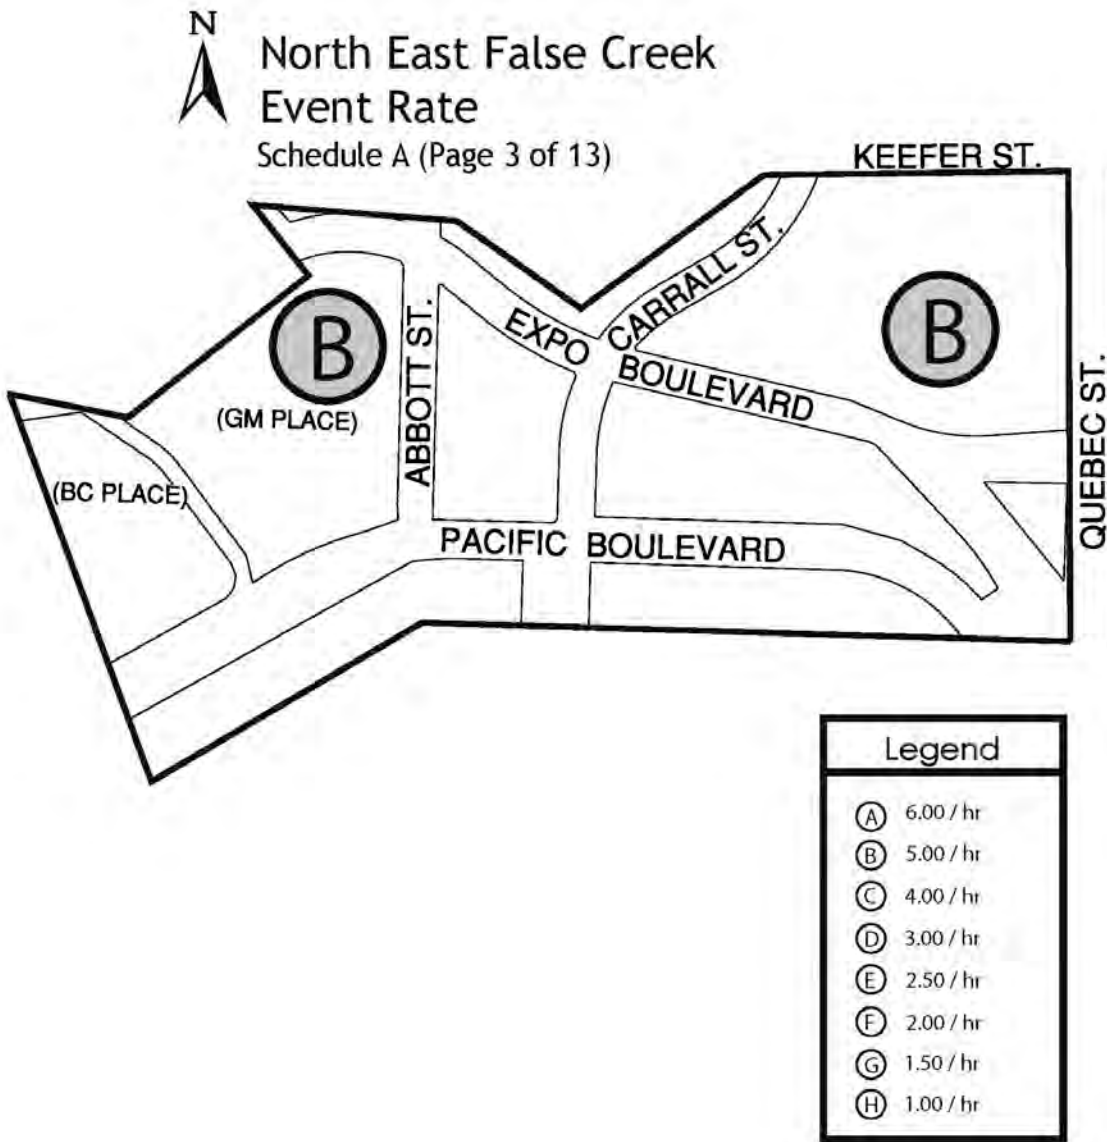 N
North East False Creek
Event Rate
Schedule A (Page 3 of 13)
KEEFER ST.
CARRALL ST.
B
B
ABBOTT ST.
EXPO BOULEVARD
QUEBEC ST.
(GM PLACE)
(BC PLACE)
PACIFIC BOULEVARD
Legend
A 6.00 / hr
B 5.00 / hr
C 4.00 / hr
D 3.00 / hr
E 2.50 / hr
F 2.00 / hr
G 1.50 / hr
H 1.00 / hr